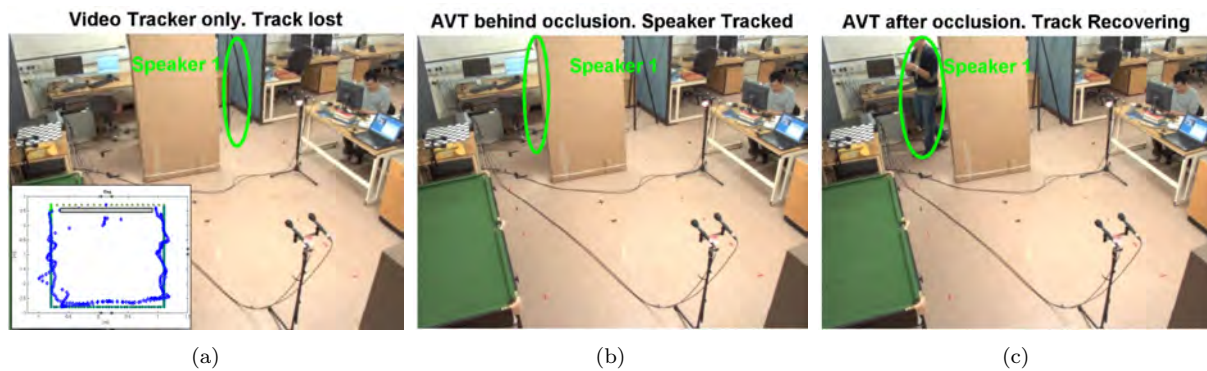 Video Tracker only. Track lost
AVT behind occlusion. Speaker Tracked
AVT after occlusion. Track Recovering
Speaker 1
Speaker 1
Speaker 1
(a)
(b)
(c)